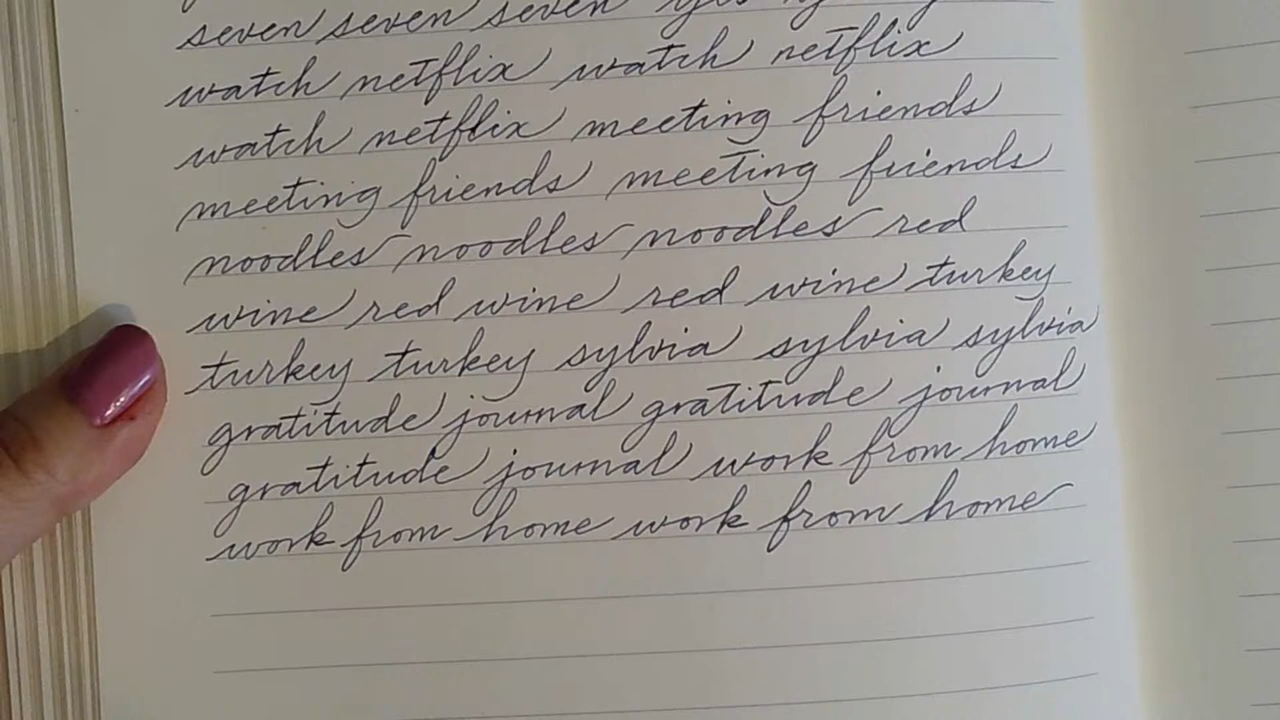 seven seven seven yes
watch netflix watch netflix
watch netflix meeting friends
meeting friends meeting friends
noodles noodles noodles red
wine red wine red wine turkey
turkey turkey sylvia sylvia sylvia
gratitude journal gratitude journal
gratitude journal work from home
work from home work from home